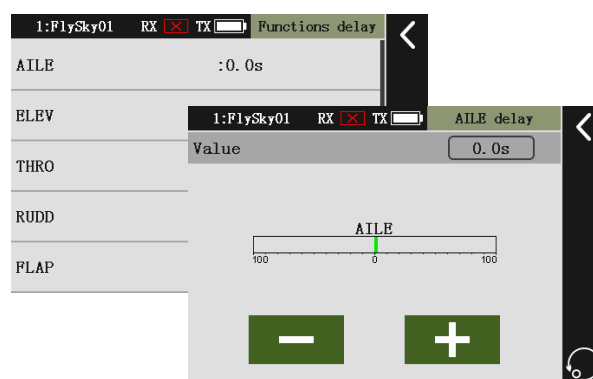 1:FlySky01 RX TX Functions delay
AILE :0.0s
ELEV
THRO
RUDD
FLAP
1:FlySky01 RX TX AILE delay
Value 0.0s
AILE
100 0 100